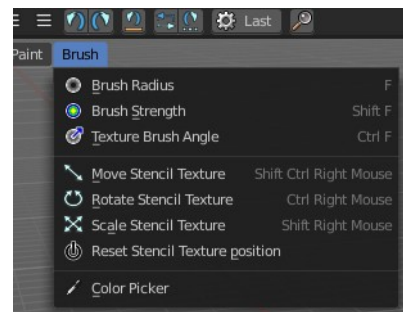 Last
Paint Brush
Brush Radius F
Brush Strength Shift F
Texture Brush Angle Ctrl F
Move Stencil Texture Shift Ctrl Right Mouse
Rotate Stencil Texture Ctrl Right Mouse
Scale Stencil Texture Shift Right Mouse
Reset Stencil Texture position
Color Picker